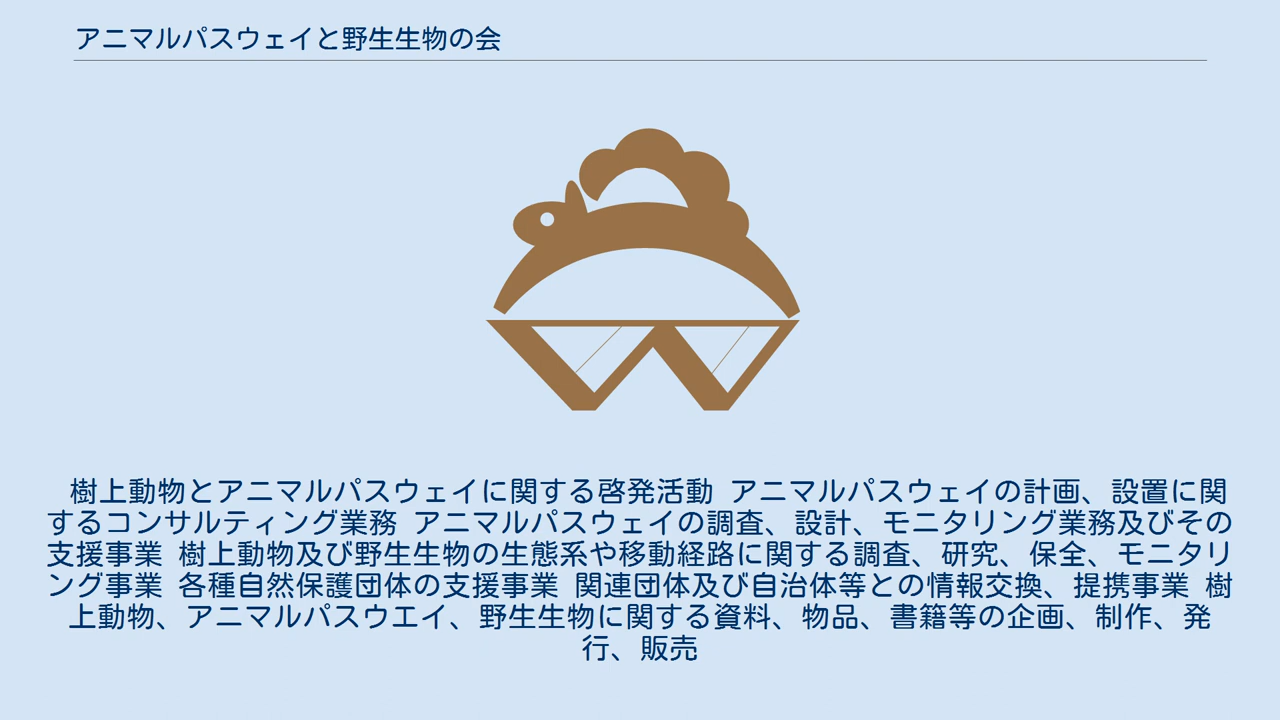 アニマルパスウェイと野生生物の会
樹上動物とアニマルパスウェイに関する啓発活動 アニマルパスウェイの計画、設置に関
するコンサルティング業務 アニマルパスウェイの調査、設計、モニタリング業務及びその
支援事業 樹上動物及び野生生物の生態系や移動経路に関する調査、研究、保全、モニタリ
ング事業 各種自然保護団体の支援事業 関連団体及び自治体等との情報交換、提携事業 樹
上動物、アニマルパスウエイ、野生生物に関する資料、物品、書籍等の企画、制作、発
行、販売